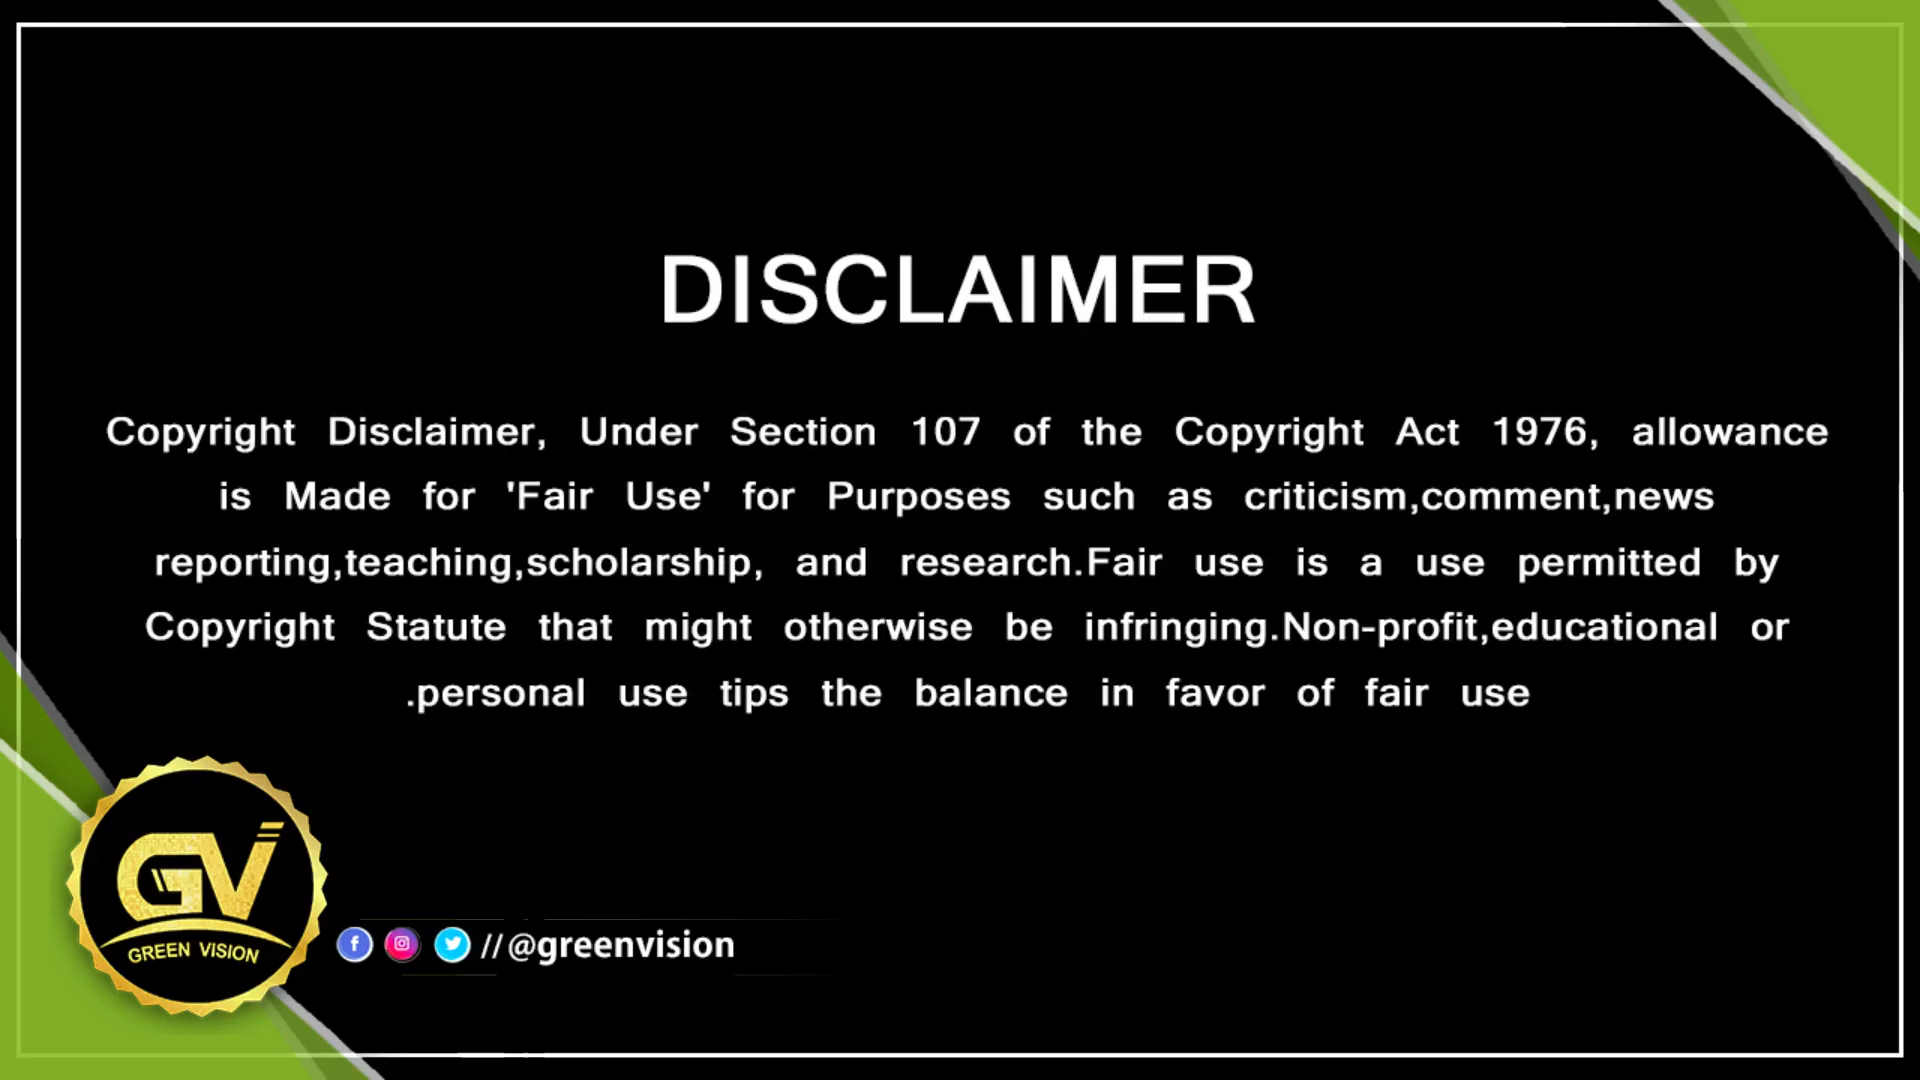 DISCLAIMER
Copyright Disclaimer, Under Section 107 of the Copyright Act 1976, allowance
is Made for 'Fair Use' for Purposes such as criticism,comment,news
reporting,teaching,scholarship, and research.Fair use is a use permitted by
Copyright Statute that might otherwise be infringing.Non-profit,educational or
.personal use tips the balance in favor of fair use
GV
GREEN VISION
//@greenvision